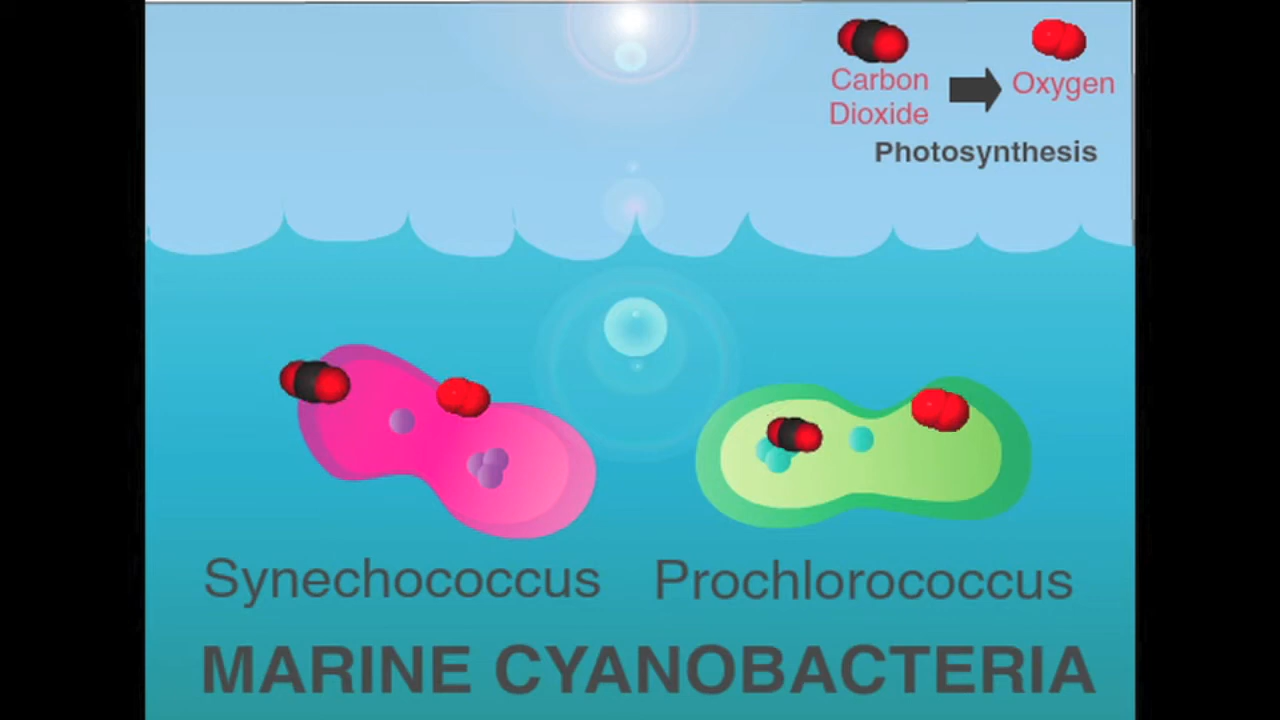 Carbon
Dioxide
Oxygen
Photosynthesis
Synechococcus
Prochlorococcus
MARINE CYANOBACTERIA